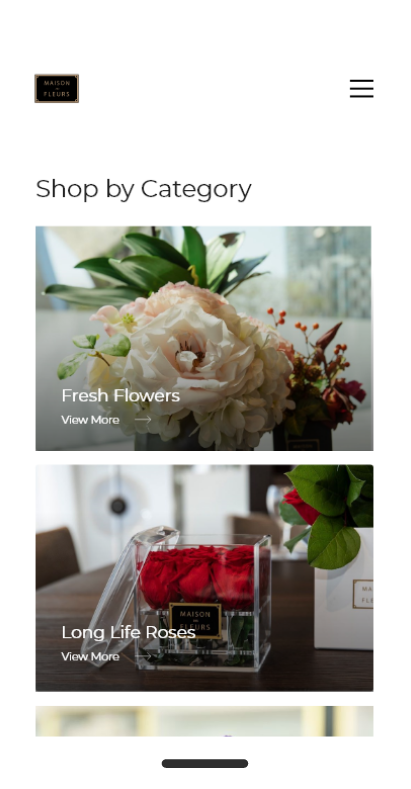 MAISON
FLEURS
Shop by Category
Fresh Flowers
View More
MAISON
FLEURS
Long Life Roses
View More